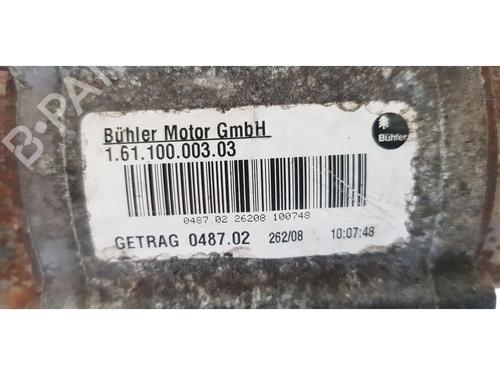 Bühler Motor GmbH
1.61.100.003.03
Bühler
0487.02 26208 100748
GETRAG 0487.02 262/08 10:07:48
B-PARTS